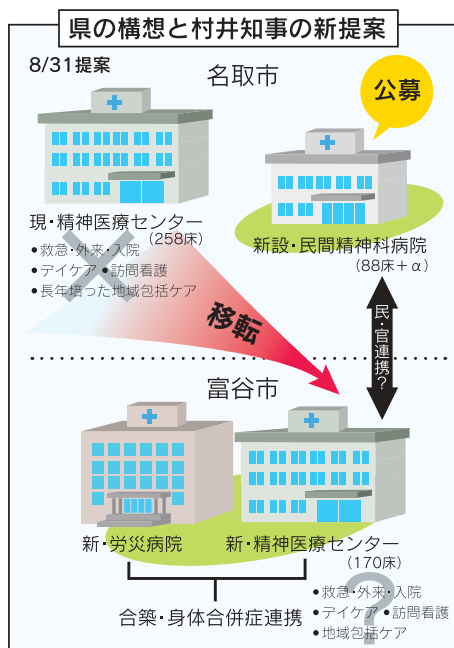 県の構想と村井知事の新提案
8/31提案
名取市
公募
現・精神医療センター
(258床)
•救急・外来・入院
•デイケア •訪問看護
•長年培った地域包括ケア
新設・民間精神科病院
(88床+α)
移転
民・官連携?
富谷市
新・労災病院
新・精神医療センター
(170床)
合築・身体合併症連携
•救急・外来・入院
•デイケア •訪問看護
•地域包括ケア
?